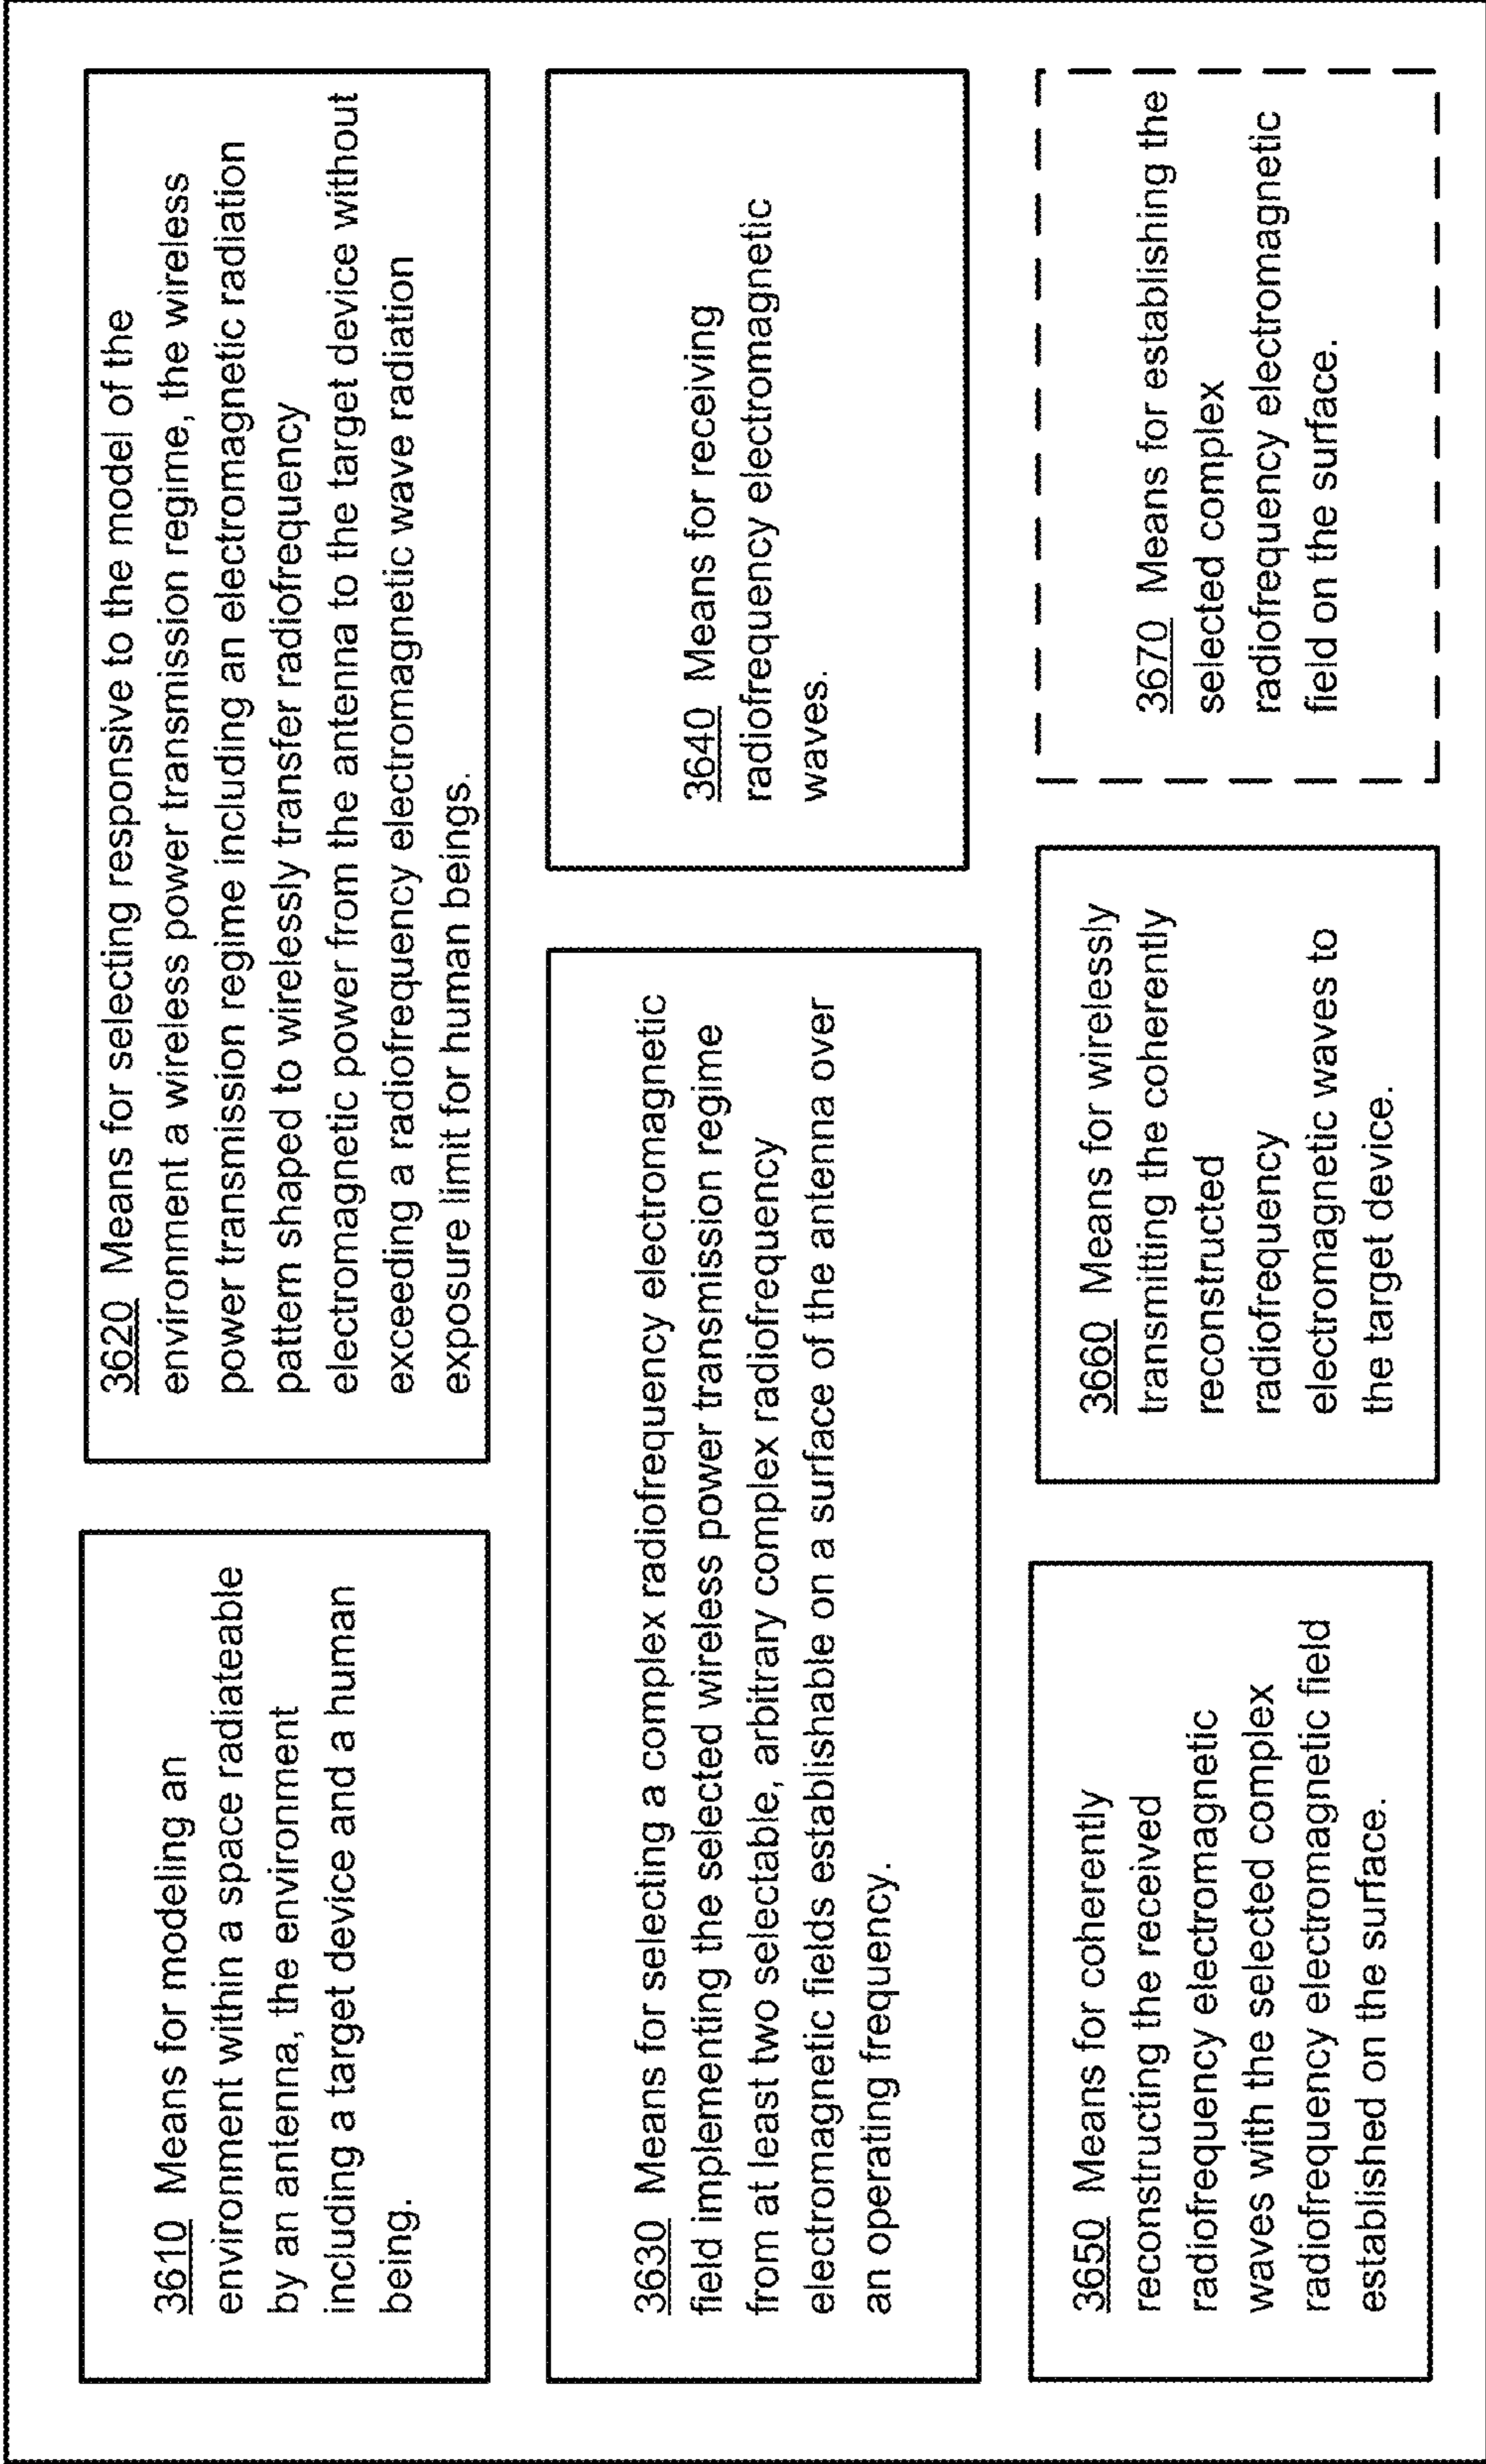 3610 Means for modeling an
environment within a space radiateable
by an antenna, the environment
including a target device and a human
being.
3620 Means for selecting responsive to the model of the
environment a wireless power transmission regime, the wireless
power transmission regime including an electromagnetic radiation
pattern shaped to wirelessly transfer radiofrequency
electromagnetic power from the antenna to the target device without
exceeding a radiofrequency electromagnetic wave radiation
exposure limit for human beings.
3630 Means for selecting a complex radiofrequency electromagnetic
field implementing the selected wireless power transmission regime
from at least two selectable, arbitrary complex radiofrequency
electromagnetic fields establishable on a surface of the antenna over
an operating frequency.
3640 Means for receiving
radiofrequency electromagnetic
waves.
3650 Means for coherently
reconstructing the received
radiofrequency electromagnetic
waves with the selected complex
radiofrequency electromagnetic field
established on the surface.
3660 Means for wirelessly
transmitting the coherently
reconstructed
radiofrequency
electromagnetic waves to
the target device.
3670 Means for establishing the
selected complex
radiofrequency electromagnetic
field on the surface.